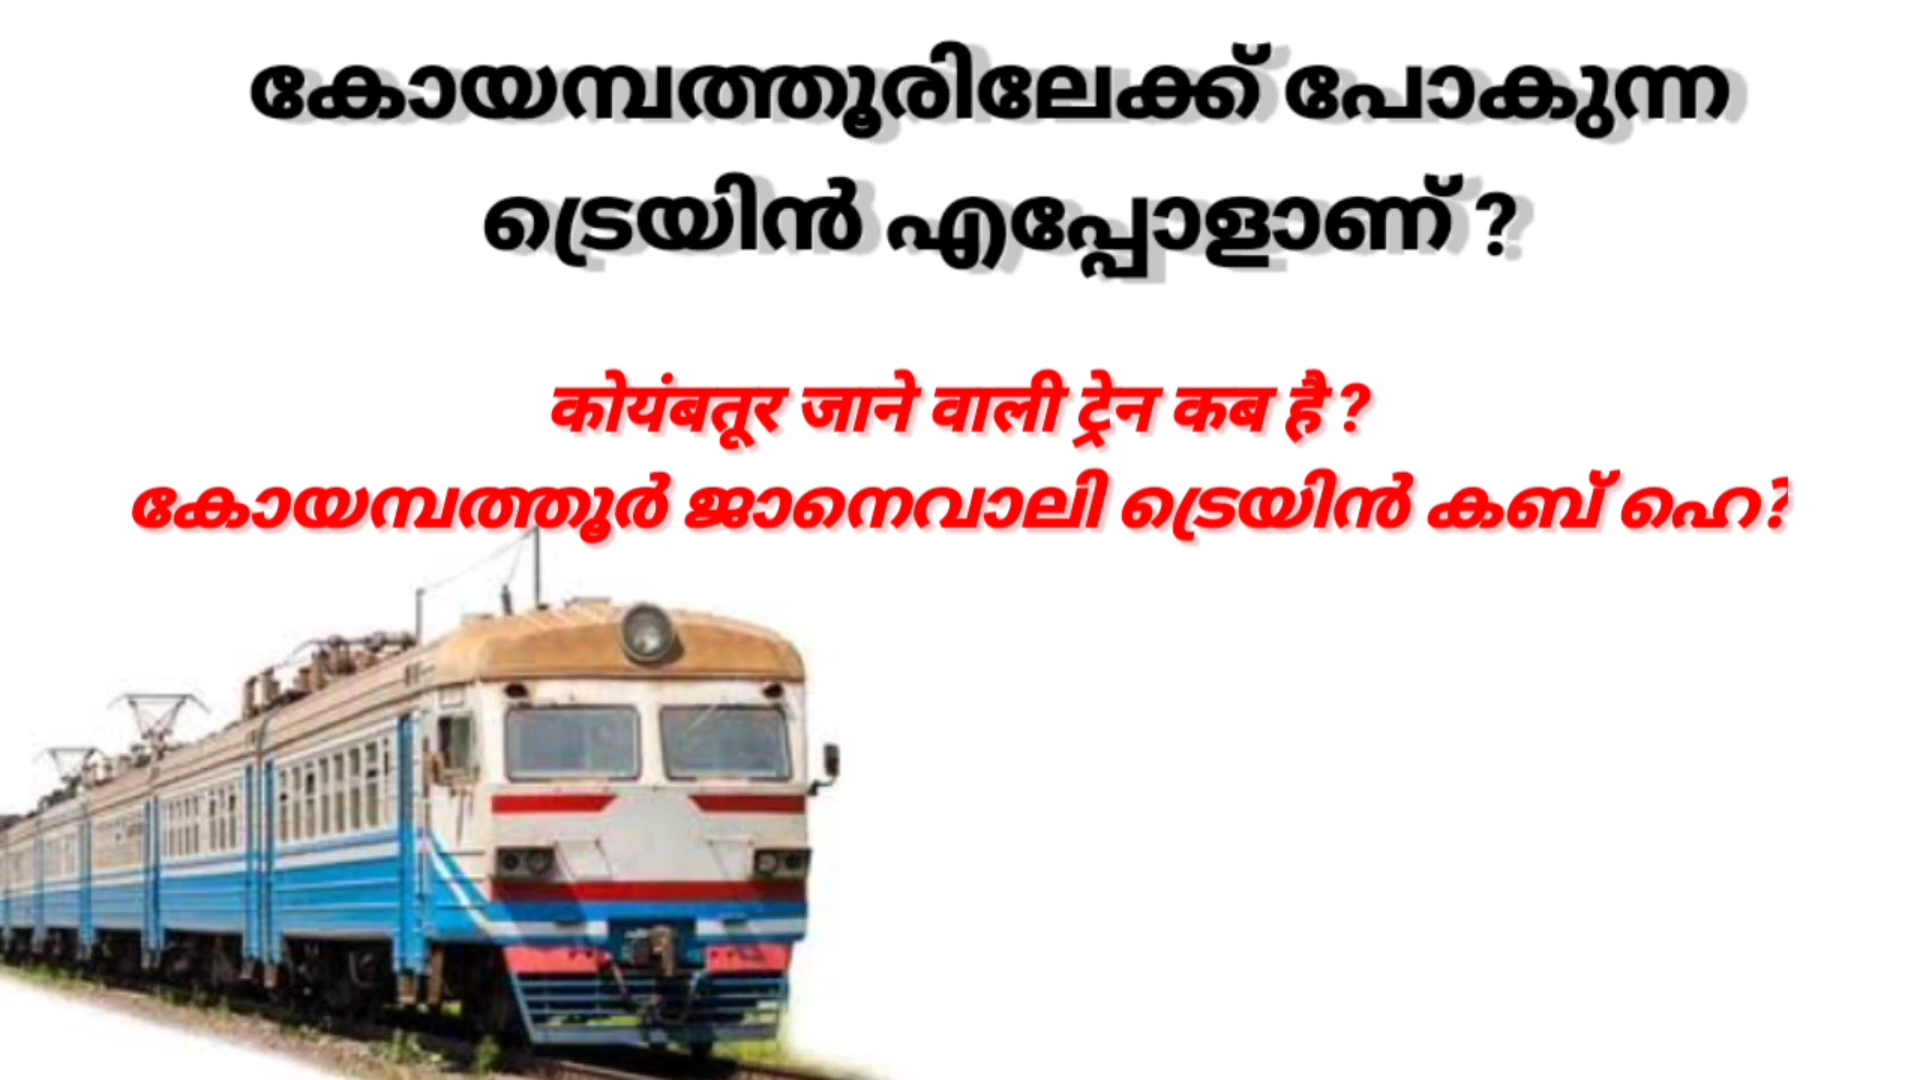 കോയമ്പത്തൂരിലേക്ക് പോകുന്ന
ട്രെയിൻ എപ്പോളാണ് ?
कोयंबतूर जाने वाली ट्रेन कब है ?
കോയമ്പത്തൂർ ജാനെവാലി ട്രെയിൻ കബ് ഹെ?